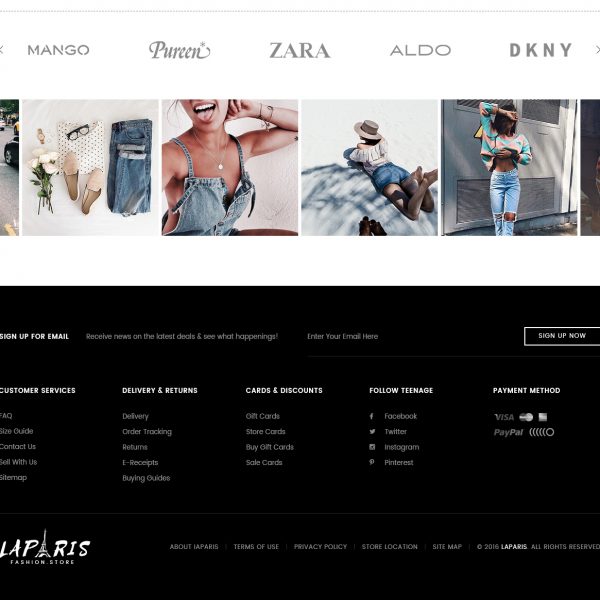 MANGO Pureen ZARA ALDO DKNY
SIGN UP FOR EMAIL Receive news on the latest deals & see what happenings! Enter Your Email Here SIGN UP NOW
CUSTOMER SERVICES
FAQ
Size Guide
Contact Us
Sell With Us
Sitemap
DELIVERY & RETURNS
Delivery
Order Tracking
Returns
E-Receipts
Buying Guides
CARDS & DISCOUNTS
Gift Cards
Store Cards
Buy Gift Cards
Sale Cards
FOLLOW TEENAGE
Facebook
Twitter
Instagram
Pinterest
PAYMENT METHOD
VISA
PayPal
LAPARIS
FASHION.STORE
ABOUT lAPARIS | TERMS OF USE | PRIVACY POLICY | STORE LOCATION | SITE MAP | © 2016 LAPARIS. ALL RIGHTS RESERVED